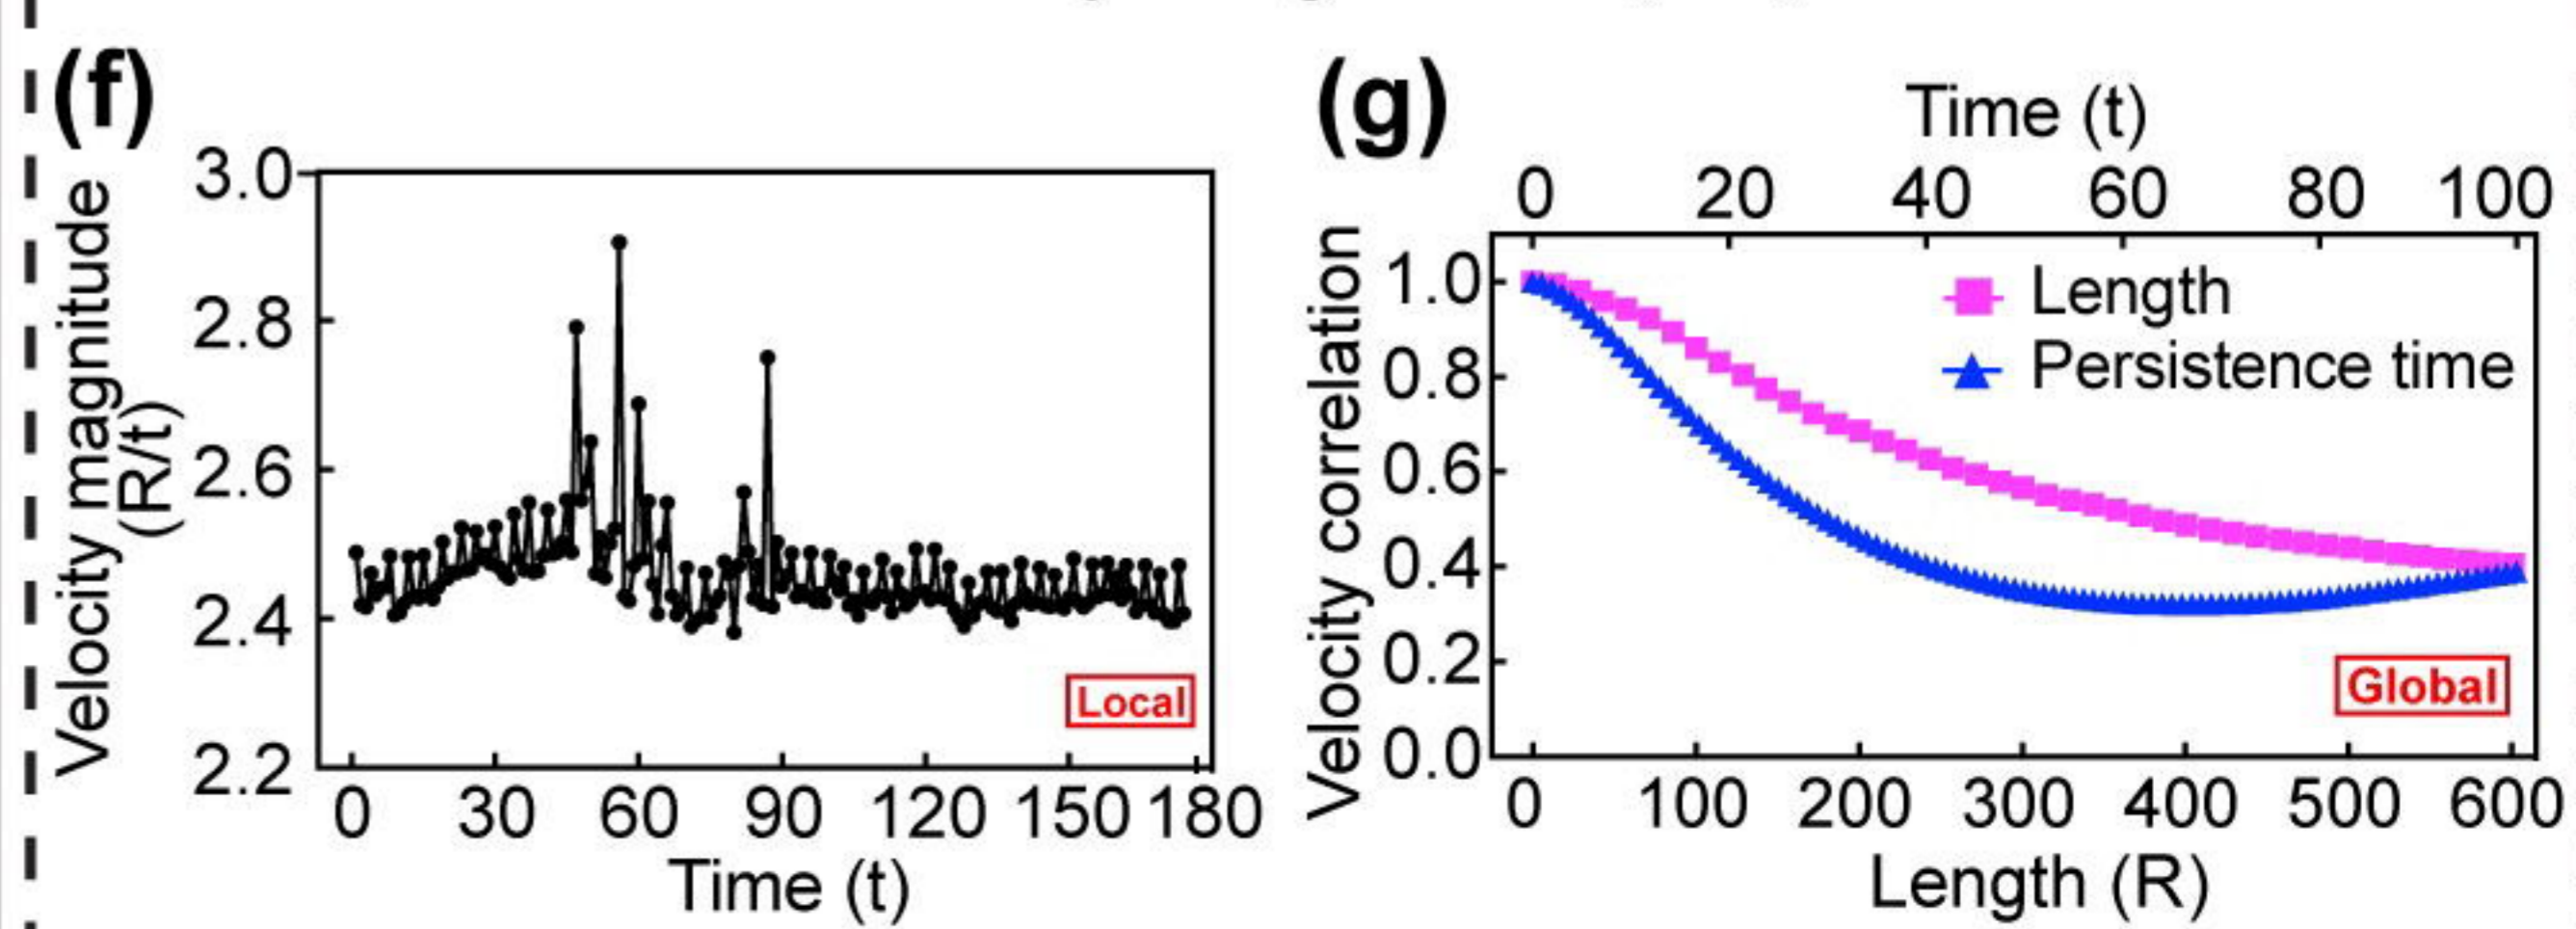 (f)
Velocity magnitude
(R/t)
3.0
2.8
2.6
2.4
2.2
Local
0 30 60 90 120 150 180
Time (t)
(g)
Time (t)
0 20 40 60 80 100
Velocity correlation
1.0
0.8
0.6
0.4
0.2
0.0
Length
Persistence time
Global
0 100 200 300 400 500 600
Length (R)